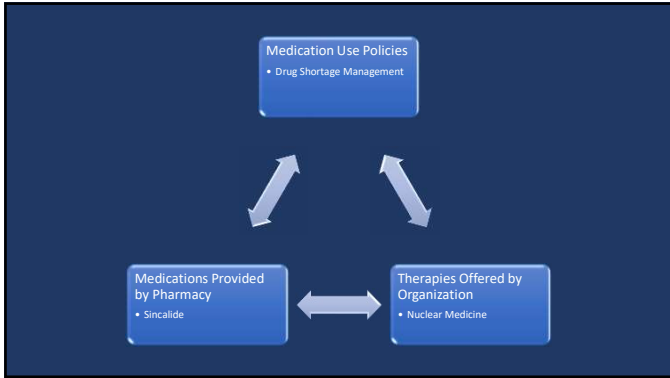 Medication Use Policies
• Drug Shortage Management
Medications Provided
by Pharmacy
• Sincalide
Therapies Offered by
Organization
• Nuclear Medicine